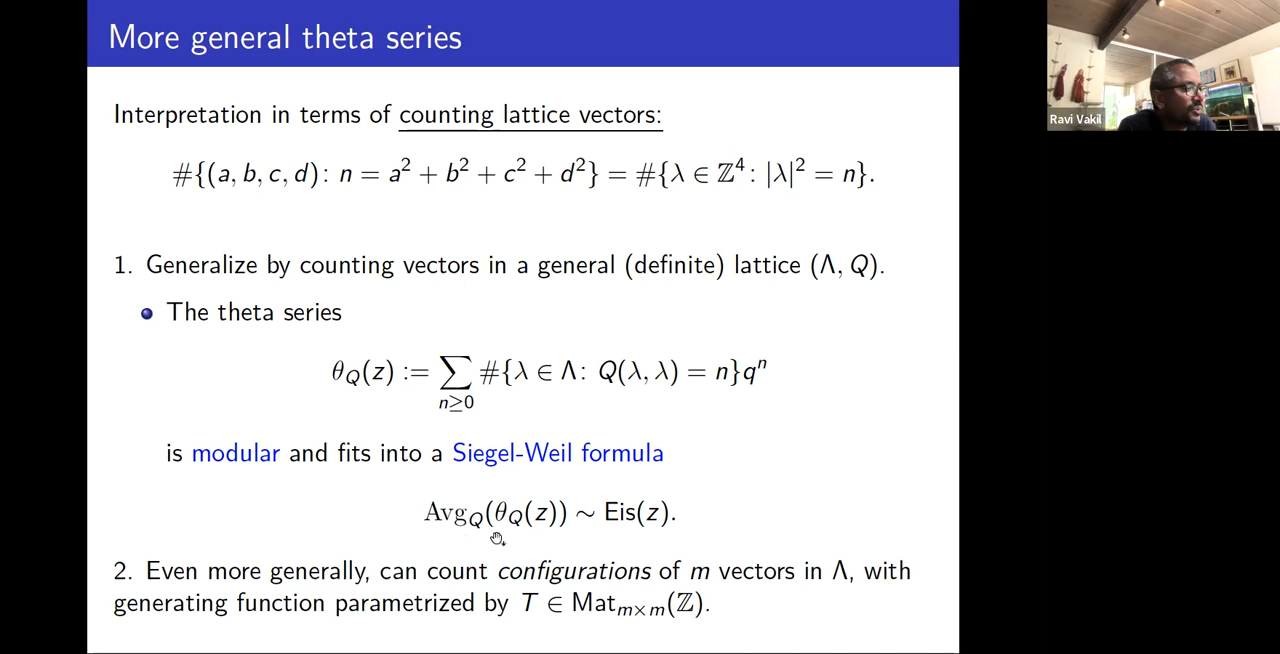 More general theta series
Interpretation in terms of counting lattice vectors:
#{(a, b, c, d): n = a² + b² + c² + d²} = #{λ ∈ ℤ⁴: |λ|² = n}.
1. Generalize by counting vectors in a general (definite) lattice (Λ, Q).
The theta series
θ_Q(z) := ∑_{n≥0} #{λ ∈ Λ: Q(λ, λ) = n}qⁿ
is modular and fits into a Siegel-Weil formula
Avg_Q(θ_Q(z)) ∼ Eis(z).
2. Even more generally, can count configurations of m vectors in Λ, with
generating function parametrized by T ∈ Mat_{m×m}(ℤ).
Ravi Vakil